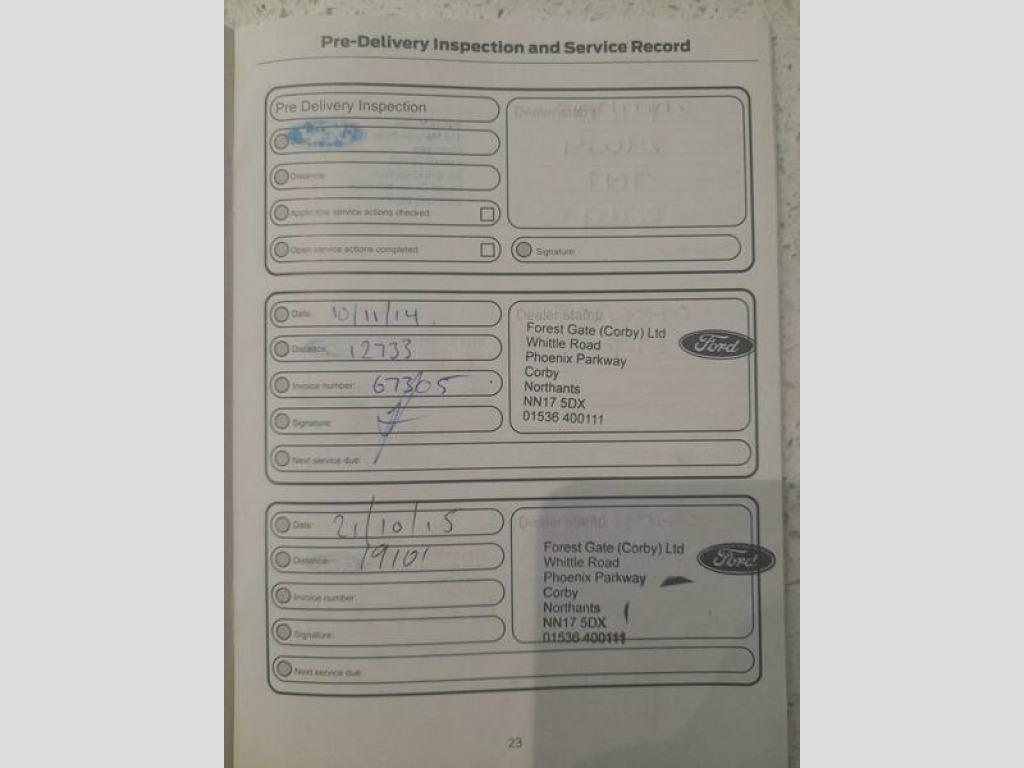 Pre-Delivery Inspection and Service Record
Pre Delivery Inspection
Dealer stamp
Distance:
Applicable service actions checked:
Open service actions completed:
Signature:
Date: 10/11/14
Distance: 12733
Invoice number: 67305
Signature:
Next service due:
Dealer stamp
Forest Gate (Corby) Ltd
Whittle Road
Phoenix Parkway
Corby
Northants
NN17 5DX
01536 400111
Ford
Date: 21/10/15
Distance: 19101
Invoice number:
Signature:
Next service due:
Dealer stamp
Forest Gate (Corby) Ltd
Whittle Road
Phoenix Parkway
Corby
Northants
NN17 5DX
01536 400111
Ford
23